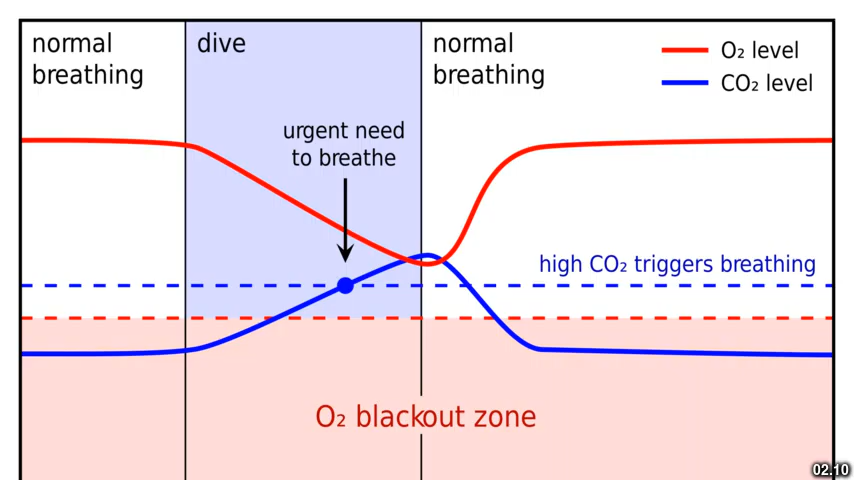 normal
breathing
dive
normal
breathing
O₂ level
CO₂ level
urgent need
to breathe
high CO₂ triggers breathing
O₂ blackout zone
02.10